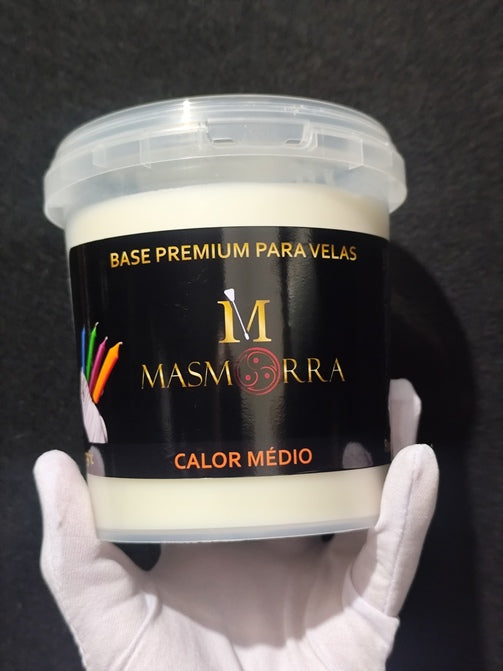 BASE PREMIUM PARA VELAS
M
MASMORRA
CALOR MÉDIO